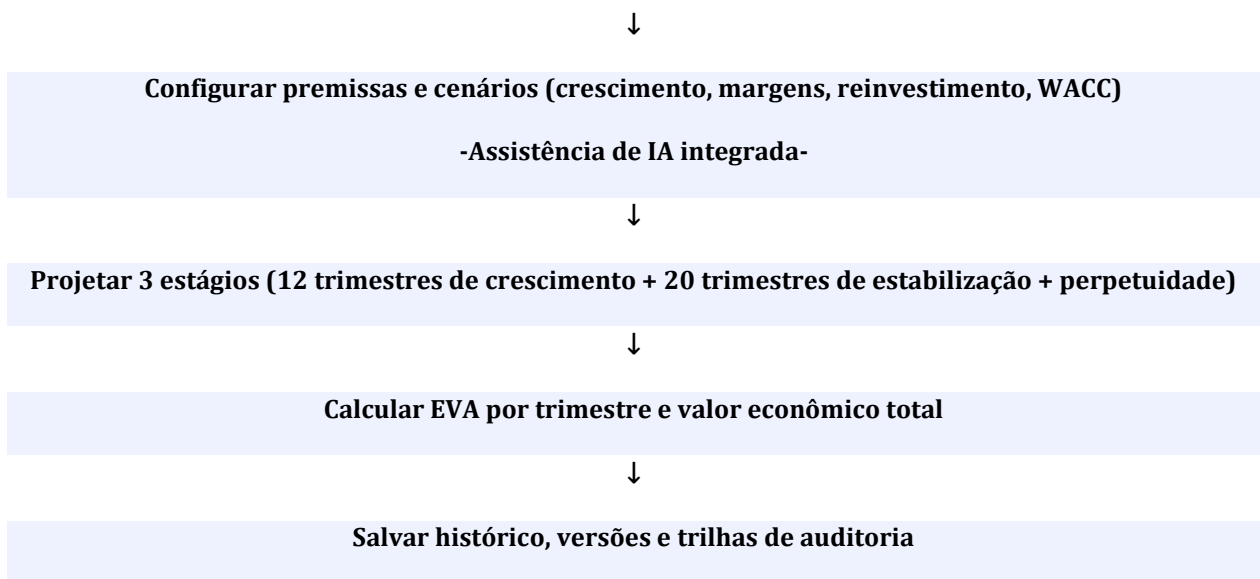 ↓
Configurar premissas e cenários (crescimento, margens, reinvestimento, WACC)
-Assistência de IA integrada-
↓
Projetar 3 estágios (12 trimestres de crescimento + 20 trimestres de estabilização + perpetuidade)
↓
Calcular EVA por trimestre e valor econômico total
↓
Salvar histórico, versões e trilhas de auditoria